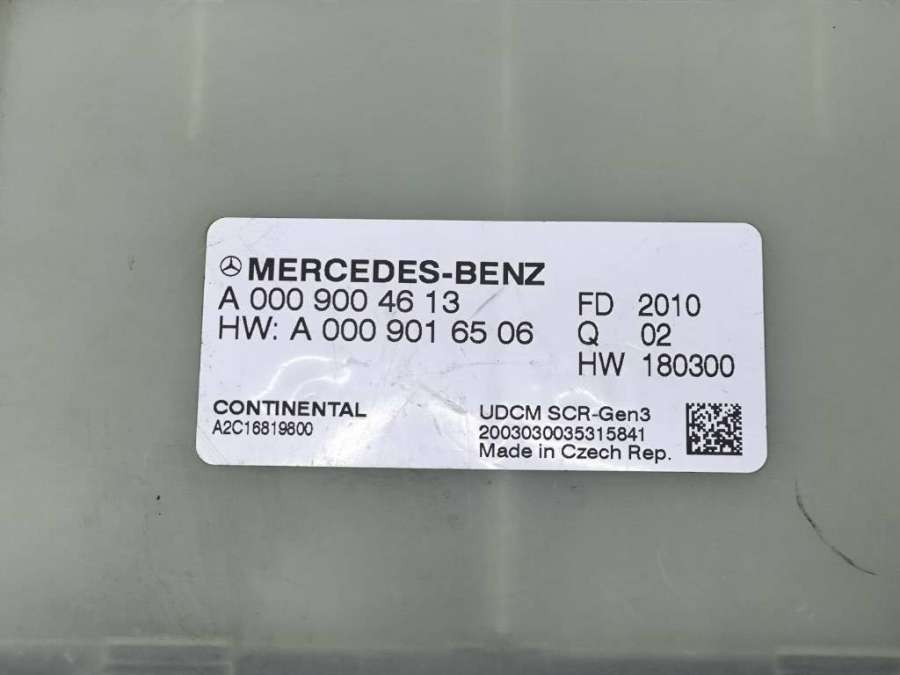 MERCEDES-BENZ
A 000 900 46 13
HW: A 000 901 65 06
FD 2010
Q 02
HW 180300
CONTINENTAL
A2C16819800
UDCM SCR-Gen3
2003030035315841
Made in Czech Rep.